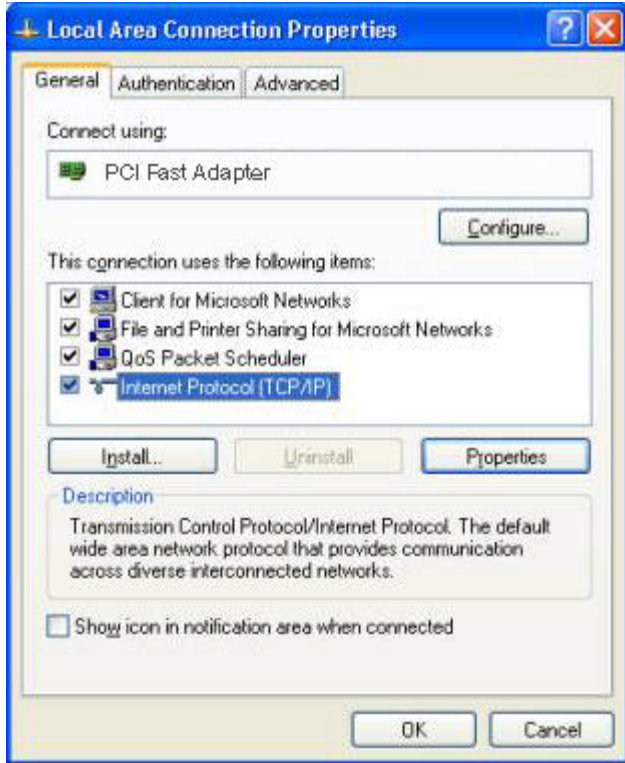 Local Area Connection Properties
General Authentication Advanced
Connect using:
PCI Fast Adapter
Configure...
This connection uses the following items:
Client for Microsoft Networks
File and Printer Sharing for Microsoft Networks
QoS Packet Scheduler
Internet Protocol (TCP/IP)
Install... Uninstall Properties
Description
Transmission Control Protocol/Internet Protocol. The default
wide area network protocol that provides communication
across diverse interconnected networks.
Show icon in notification area when connected
OK Cancel